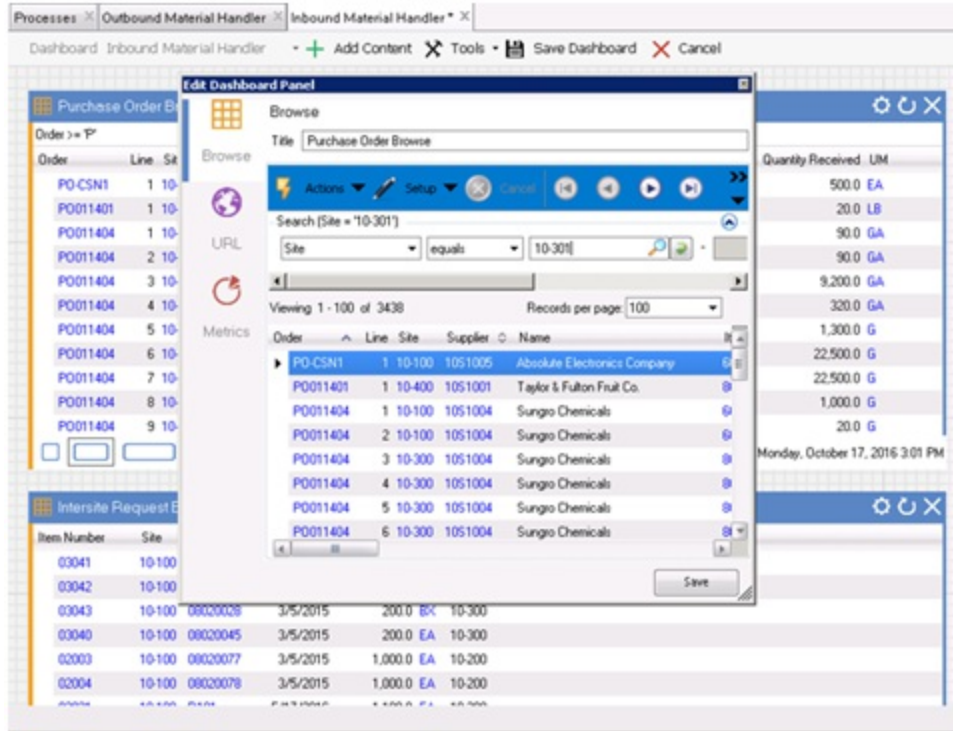 Processes Outbound Material Handler Inbound Material Handler *
Dashboard Inbound Material Handler Add Content Tools Save Dashboard Cancel
Edit Dashboard Panel
Browse
URL
Metrics
Browse
Title Purchase Order Browse
Actions Setup Cancel
Search (Site = '10-301')
Site equals 10-301
Viewing 1 - 100 of 3438 Records per page: 100
Order Line Site Supplier Name
PO-CSN1 1 10-100 10S1005 Absolute Electronics Company
PO011401 1 10-400 10S1001 Taylor & Fulton Fruit Co.
PO011404 1 10-100 10S1004 Sungro Chemicals
PO011404 2 10-100 10S1004 Sungro Chemicals
PO011404 3 10-300 10S1004 Sungro Chemicals
PO011404 4 10-300 10S1004 Sungro Chemicals
PO011404 5 10-300 10S1004 Sungro Chemicals
PO011404 6 10-300 10S1004 Sungro Chemicals
Save
Purchase Order
Order >= 'P'
Order Line Quantity Received UM
PO-CSN1 1 10- 500.0 EA
PO011401 1 10- 20.0 LB
PO011404 1 10- 90.0 GA
PO011404 2 10- 90.0 GA
PO011404 3 10- 9,200.0 GA
PO011404 4 10- 320.0 GA
PO011404 5 10- 1,300.0 G
PO011404 6 10- 22,500.0 G
PO011404 7 10- 22,500.0 G
PO011404 8 10- 1,000.0 G
PO011404 9 10- 20.0 G
Monday, October 17, 2016 3:01 PM
Intersite Request
Item Number Site
03041 10-100
03042 10-100
03043 10-100 08020028 3/5/2015 200.0 BX 10-300
03040 10-100 08020045 3/5/2015 200.0 EA 10-300
02003 10-100 08020077 3/5/2015 1,000.0 EA 10-200
02004 10-100 08020078 3/5/2015 1,000.0 EA 10-200